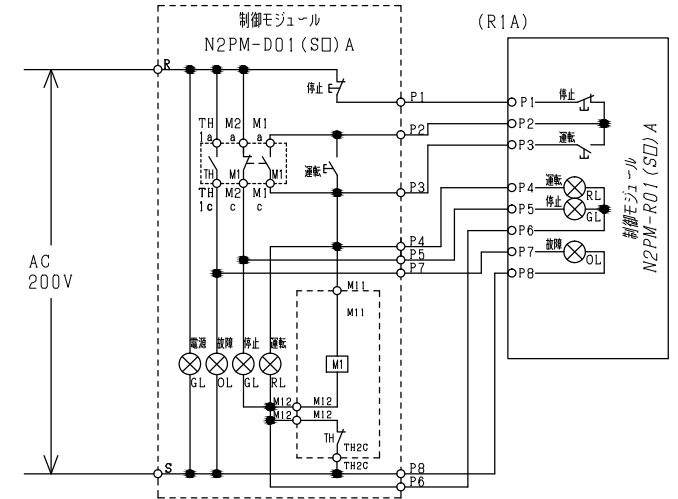 制御モジュール
N2PM-D01(S□)A
(R1A)
R
停止
P1
P1
停止
P2
P2
TH M2 M1
1a a a
P3
運転
TH M1 M1
運転
P3
TH M2 M1
1c c c
P4
運転
RL
P5
停止
GL
P6
P4
P5
P7
P7
故障
OL
P8
制御モジュール
N2PM-R01(S□)A
AC
200V
M11
M11
電源 故障 停止 運転
M1
GL OL GL RL
M12 M12
M12 M12
TH
TH2C
TH2C
S
P8
P6